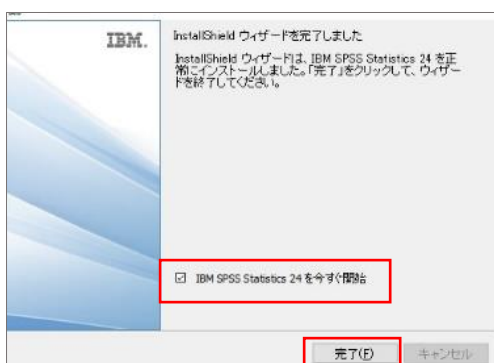 IBM.
InstallShield ウィザードを完了しました
InstallShield ウィザードは、IBM SPSS Statistics 24 を正
常にインストールしました。「完了」をクリックして、ウィザー
ドを終了してください。
IBM SPSS Statistics 24 を今すぐ開始
完了(F)
キャンセル